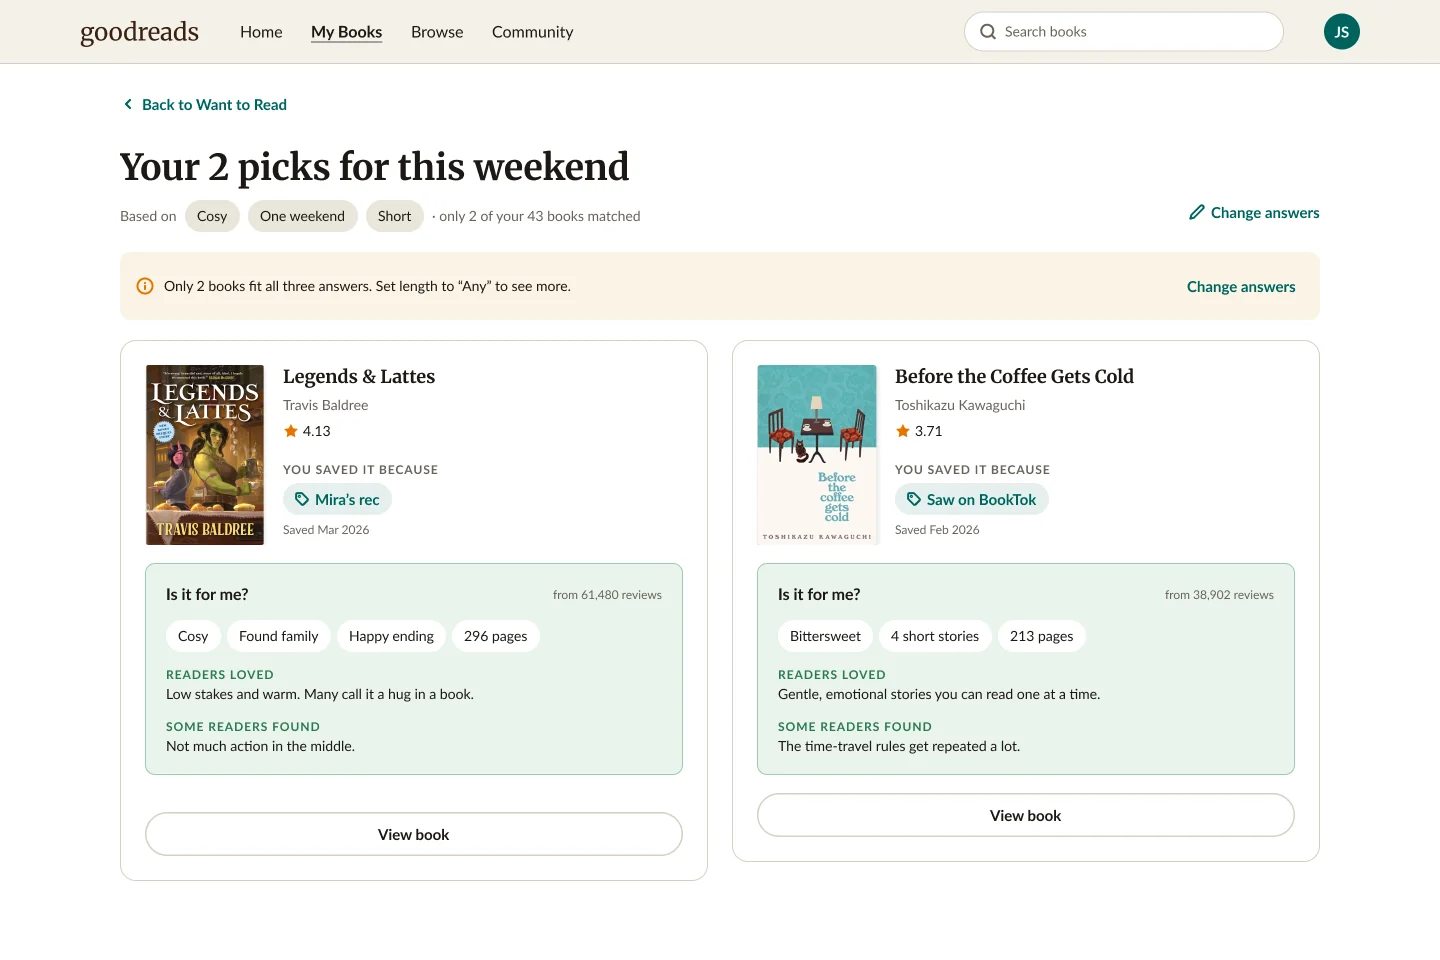 goodreads
Home
My Books
Browse
Community
Search books
JS
Back to Want to Read
Your 2 picks for this weekend
Based on Cosy One weekend Short · only 2 of your 43 books matched
Change answers
Only 2 books fit all three answers. Set length to “Any” to see more.
Change answers
LEGENDS
& LATTES
TRAVIS BALDREE
Legends & Lattes
Travis Baldree
4.13
YOU SAVED IT BECAUSE
Mira’s rec
Saved Mar 2026
Is it for me?
from 61,480 reviews
Cosy
Found family
Happy ending
296 pages
READERS LOVED
Low stakes and warm. Many call it a hug in a book.
SOME READERS FOUND
Not much action in the middle.
View book
Before
the
coffee
gets
cold
TOSHIKAZU KAWAGUCHI
Before the Coffee Gets Cold
Toshikazu Kawaguchi
3.71
YOU SAVED IT BECAUSE
Saw on BookTok
Saved Feb 2026
Is it for me?
from 38,902 reviews
Bittersweet
4 short stories
213 pages
READERS LOVED
Gentle, emotional stories you can read one at a time.
SOME READERS FOUND
The time-travel rules get repeated a lot.
View book